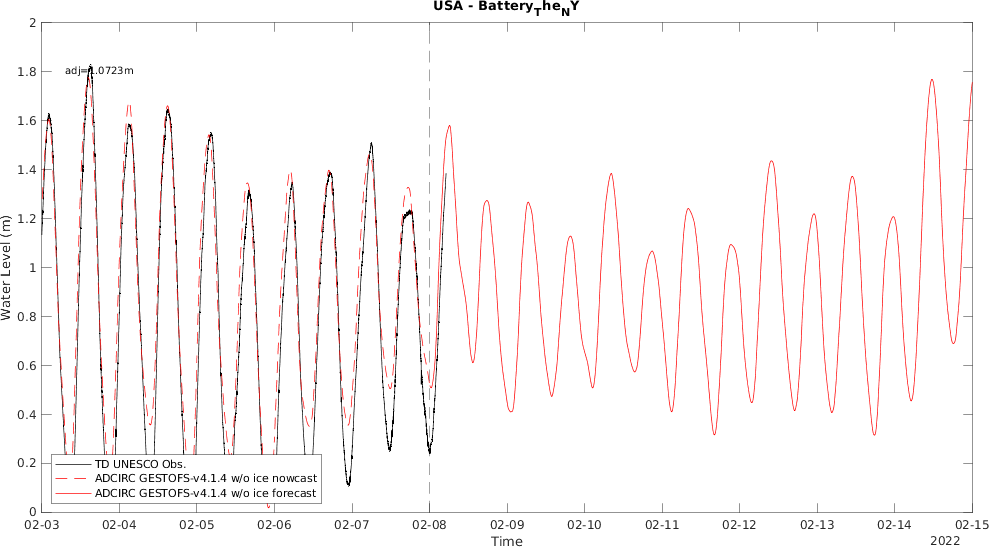 USA - Battery_The_NY
2
1.8
1.6
1.4
1.2
1
0.8
0.6
0.4
0.2
0
Water Level (m)
adj=1.0723m
TD UNESCO Obs.
ADCIRC GESTOFS-v4.1.4 w/o ice nowcast
ADCIRC GESTOFS-v4.1.4 w/o ice forecast
02-03 02-04 02-05 02-06 02-07 02-08 02-09 02-10 02-11 02-12 02-13 02-14 02-15
Time
2022